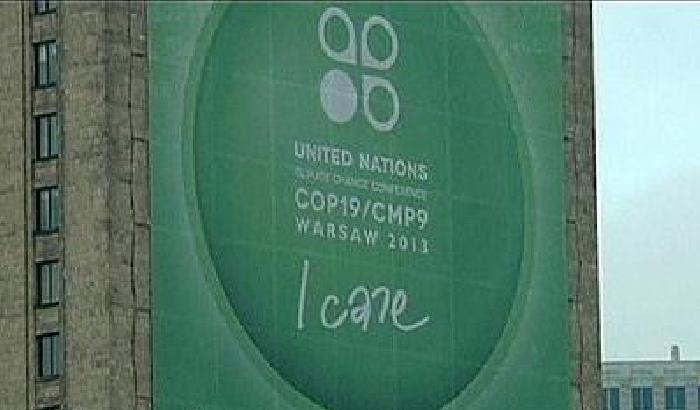 UNITED NATIONS
CLIMATE CHANGE CONFERENCE
COP19/CMP9
WARSAW 2013
I care